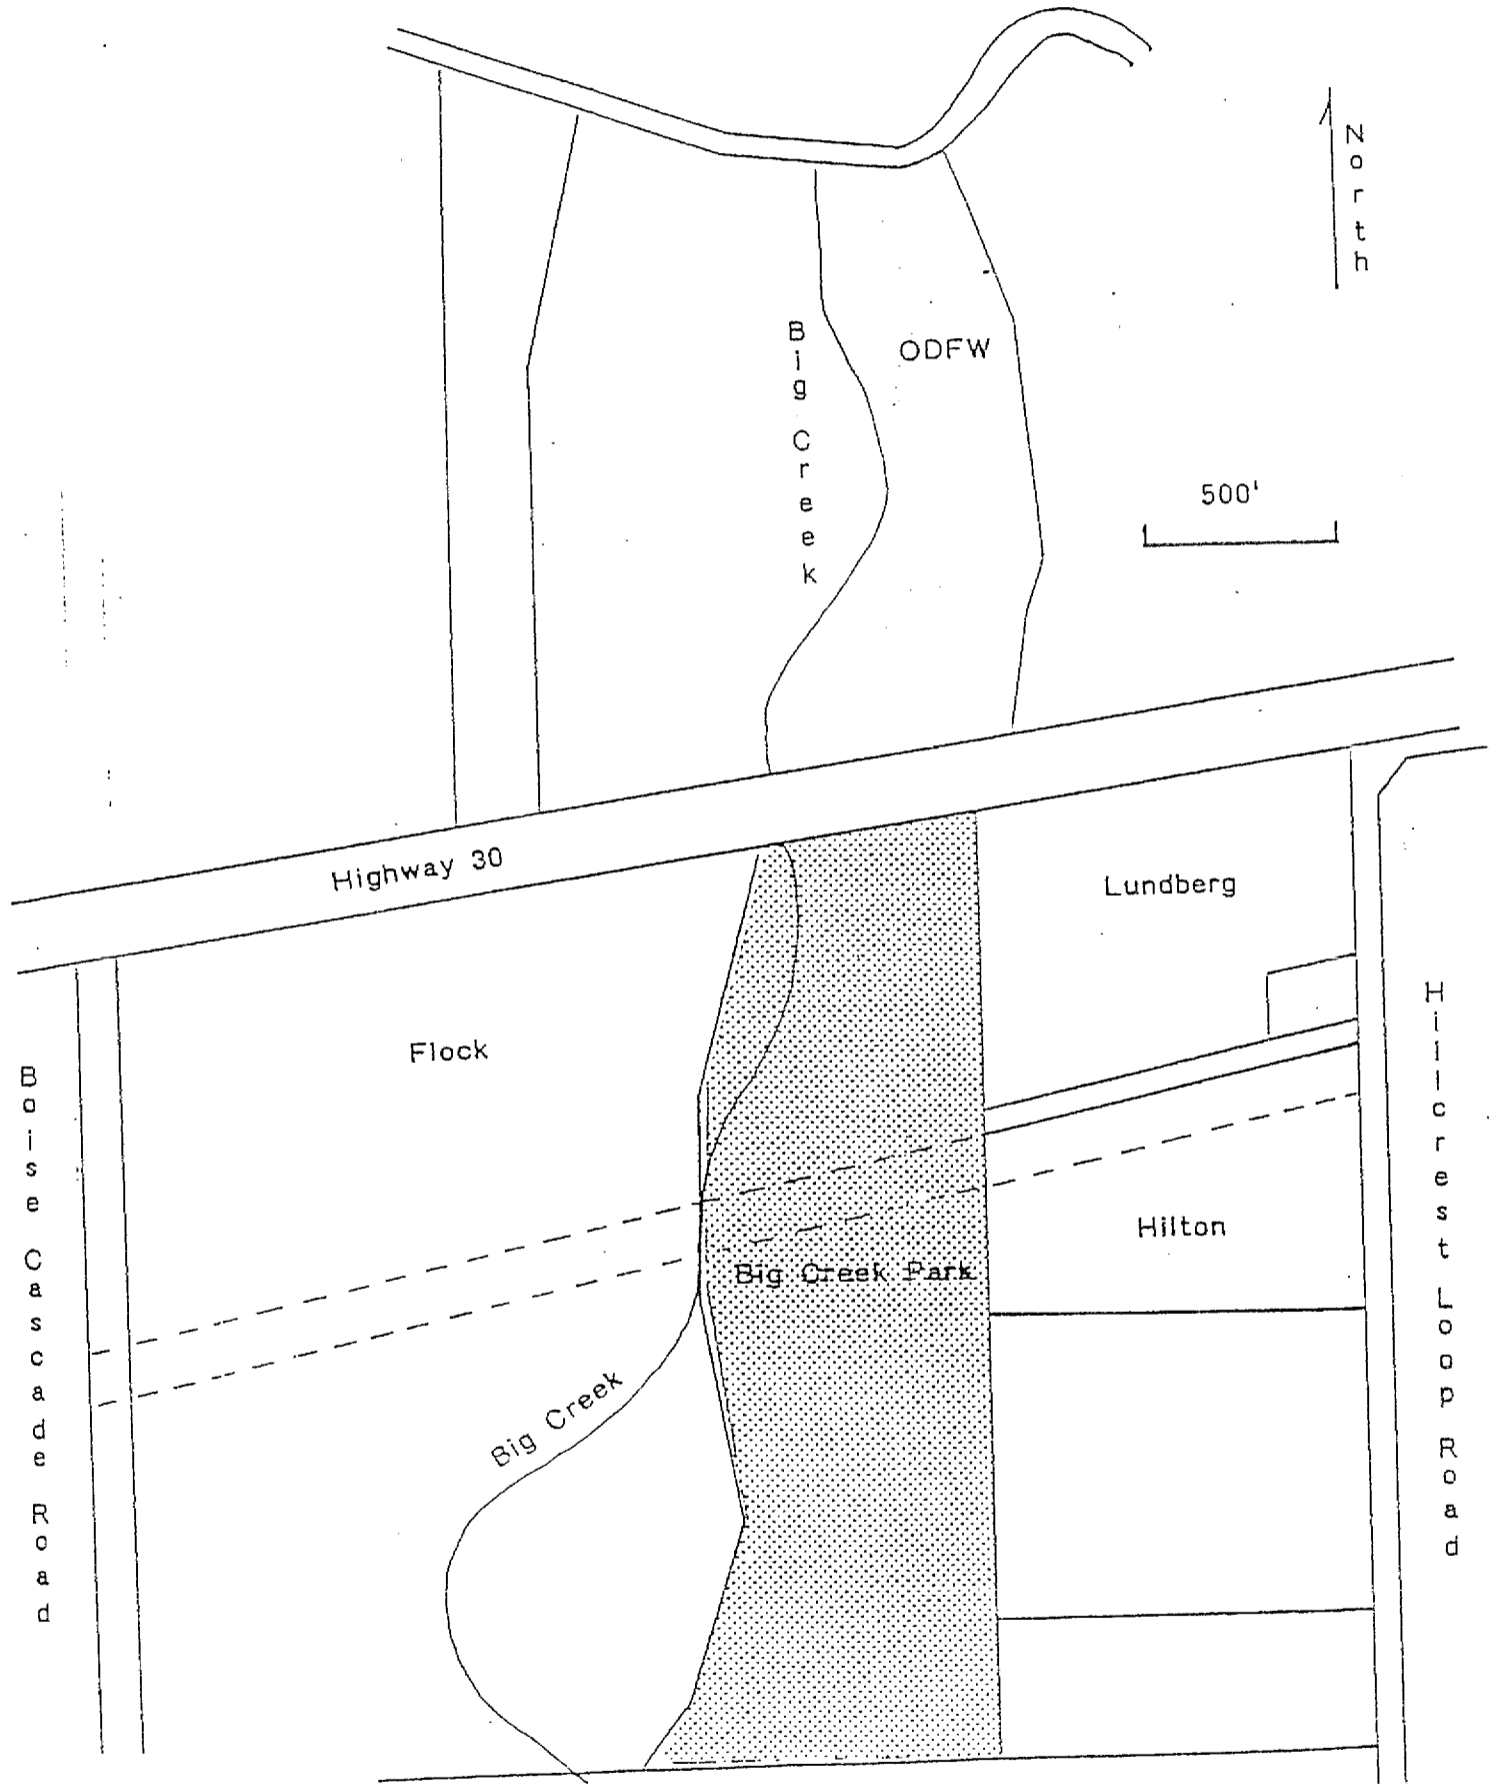 North
Big Creek
ODFW
500'
Highway 30
Lundberg
Flock
Hillcrest Loop Road
Boise Cascade Road
Hilton
Big Creek Park
Big Creek